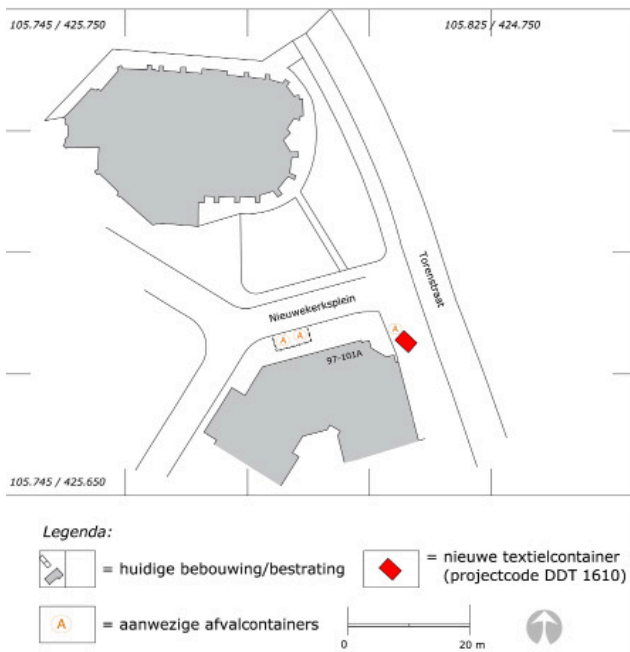 105.745 / 425.750
105.825 / 424.750
Torenstraat
Nieuwekerksplein
A
A A
97-101A
105.745 / 425.650
Legenda:
= huidige bebouwing/bestrating
= nieuwe textielcontainer
(projectcode DDT 1610)
A = aanwezige afvalcontainers
0 20 m